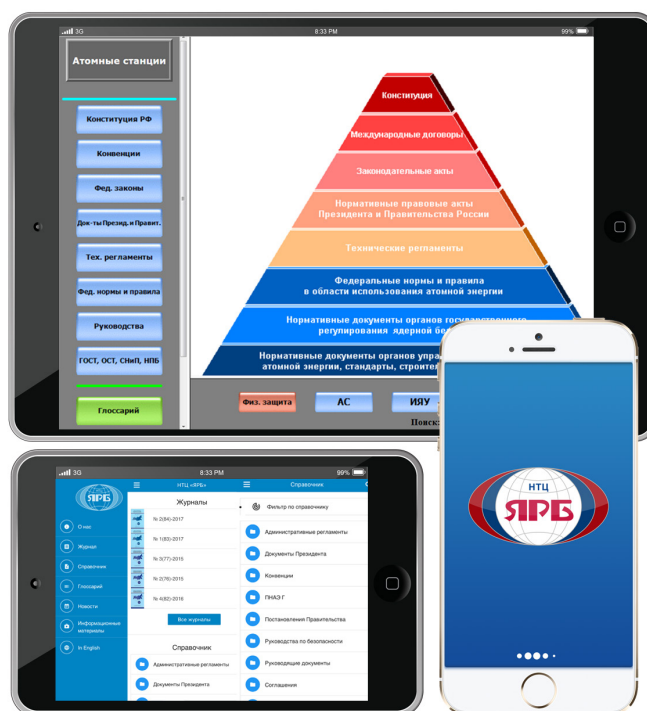 3G
8:33 PM
99%
Атомные станции
Конституция РФ
Конвенции
Фед. законы
Док-ты Презид. и Правит.
Тех. регламенты
Фед. нормы и правила
Руководства
ГОСТ, ОСТ, СНиП, НПБ
Глоссарий
Конституция
Международные договоры
Законодательные акты
Нормативные правовые акты
Президента и Правительства России
Технические регламенты
Федеральные нормы и правила
в области использования атомной энергии
Нормативные документы органов государственного
регулирования ядерной
Нормативные документы органов
атомной энергии, стандарты,
Физ. защита
АС
ИЯУ
Поиск:
3G
8:33 PM
99%
ЯРБ
О нас
Журнал
Справочник
Глоссарий
Новости
Информационные
материалы
In English
НТЦ «ЯРБ»
Журналы
№ 2(84)-2017
№ 1(83)-2017
№ 3(77)-2015
№ 2(76)-2015
№ 4(82)-2016
Все журналы
Справочник
Административные регламенты
Документы Президента
Справочник
Фильтр по справочнику
Административные регламенты
Документы Президента
Конвенции
ПНАЭ Г
Постановления Правительства
Руководства по безопасности
Руководящие документы
Соглашения
НТЦ
ЯРБ